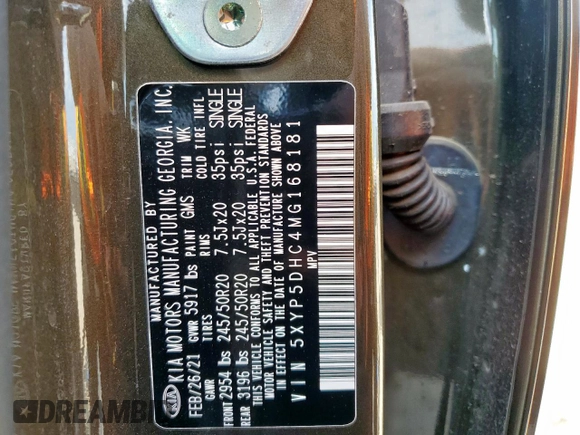 MANUFACTURED BY
KIA KIA MOTORS MANUFACTURING GEORGIA, INC.
FEB/26/21 GVWR 5917 lbs PAINT GMS TRIM WK
GAWR TIRES RIMS COLD TIRE INFL
FRONT 2954 lbs 245/50R20 7.5Jx20 35psi SINGLE
REAR 3196 lbs 245/50R20 7.5Jx20 35psi SINGLE
THIS VEHICLE CONFORMS TO ALL APPLICABLE U.S.A. FEDERAL
MOTOR VEHICLE SAFETY AND THEFT PREVENTION STANDARDS
IN EFFECT ON THE DATE OF MANUFACTURE SHOWN ABOVE
VIN 5XYP5DHC4MG168181
MPV
DREAMBID